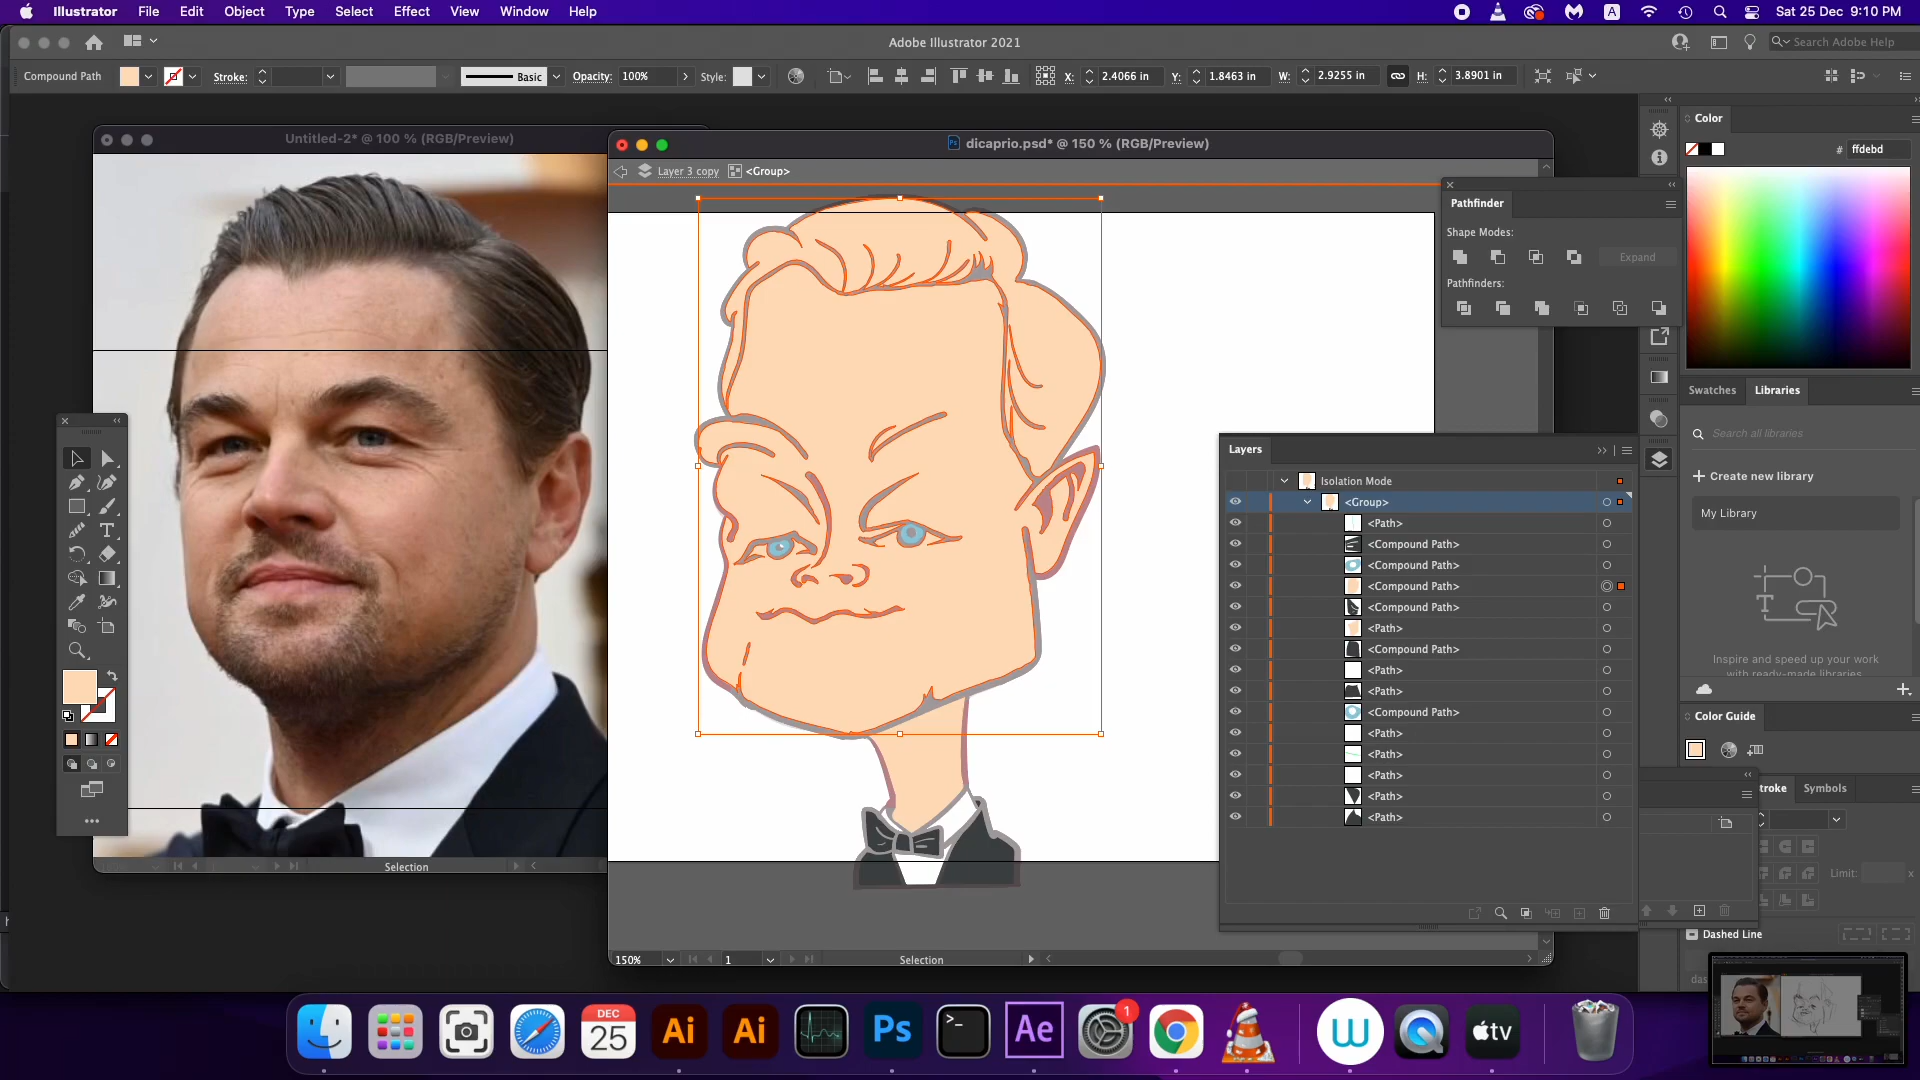 Illustrator File Edit Object Type Select Effect View Window Help A Sat 25 Dec 9:10 PM
Adobe Illustrator 2021 Search Adobe Help
Compound Path Stroke: Basic Opacity: 100% Style: X: 2.4066 in Y: 1.8463 in W: 2.9255 in H: 3.8901 in
Untitled-2* @ 100 % (RGB/Preview)
dicaprio.psd* @ 150 % (RGB/Preview)
Layer 3 copy <Group>
Color
# ffdebd
Pathfinder
Shape Modes:
Expand
Pathfinders:
Swatches Libraries
Search all libraries
Create new library
My Library
Inspire and speed up your work
with ready-made libraries
Layers
Isolation Mode
<Group>
<Path>
<Compound Path>
<Compound Path>
<Compound Path>
<Compound Path>
<Path>
<Compound Path>
<Path>
<Path>
<Compound Path>
<Path>
<Path>
<Path>
<Path>
<Path>
Color Guide
troke Symbols
Limit: x
Dashed Line
das
Selection
150% 1 Selection
DEC
25
Ai Ai Ps >_ Ae 1 W tv